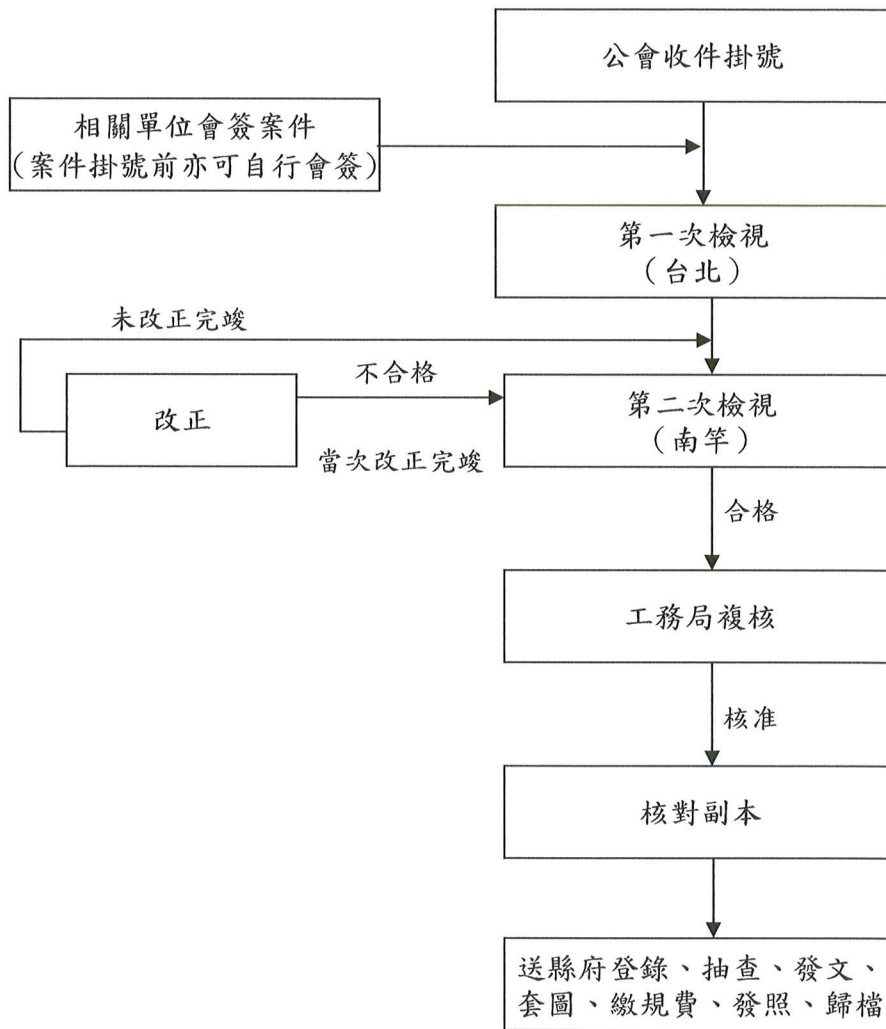 公會收件掛號
相關單位會簽案件
（案件掛號前亦可自行會簽）
第一次檢視
（台北）
未改正完竣
不合格
改正
第二次檢視
（南竿）
當次改正完竣
合格
工務局複核
核准
核對副本
送縣府登錄、抽查、發文、
套圖、繳規費、發照、歸檔